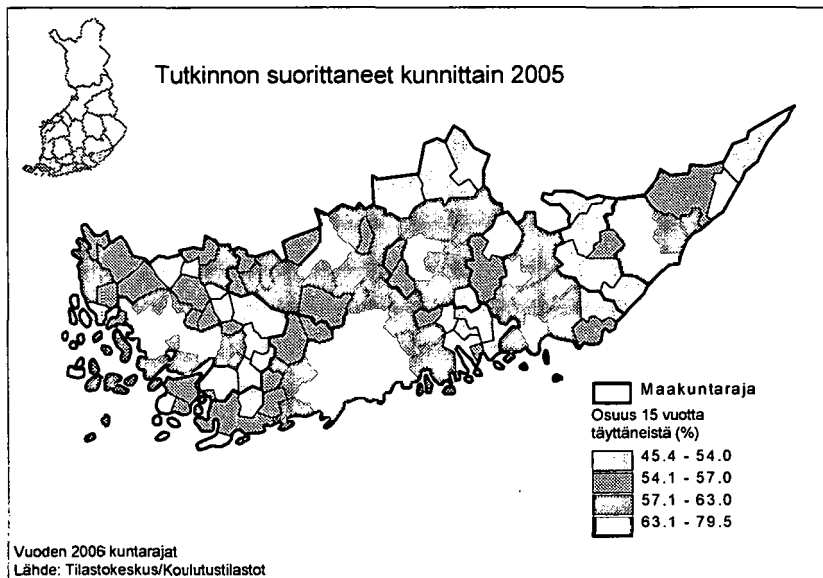 Tutkinnon suorittaneet kunnittain 2005
Maakuntaraja
Osuus 15 vuotta
täyttäneistä (%)
45.4 - 54.0
54.1 - 57.0
57.1 - 63.0
63.1 - 79.5
Vuoden 2006 kuntarajat
Lähde: Tilastokeskus/Koulutustilastot